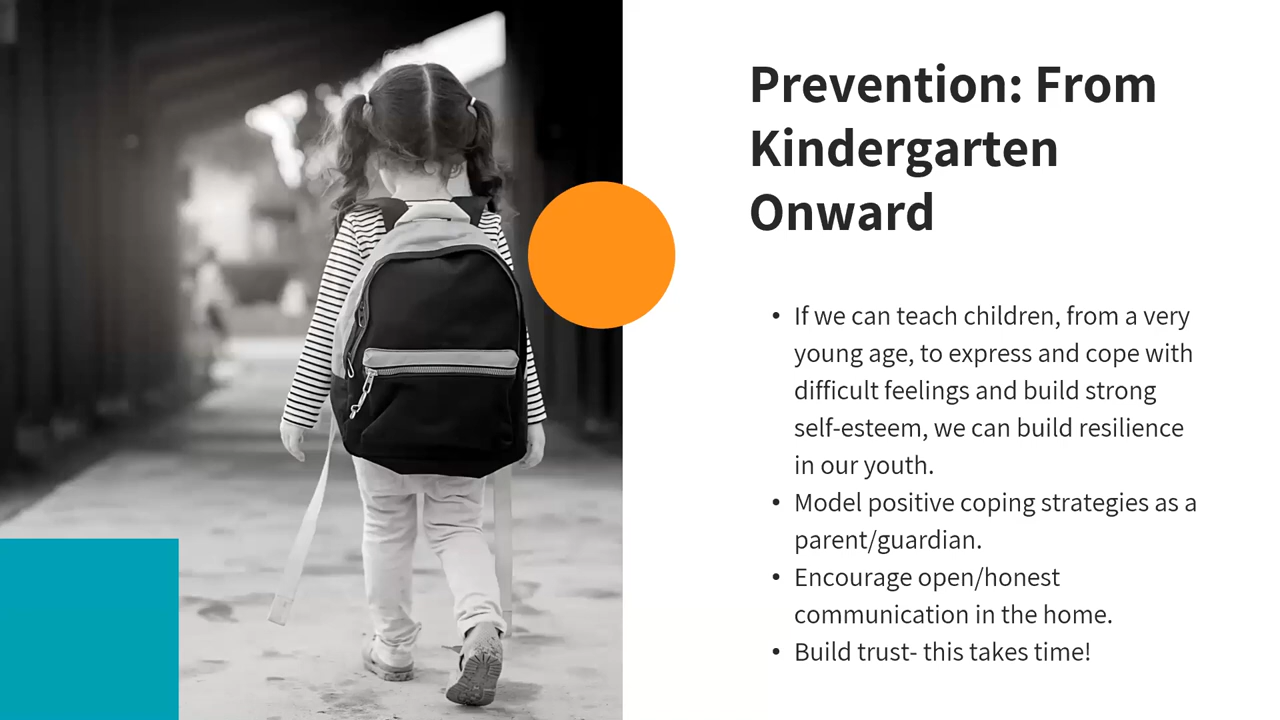 Prevention: From
Kindergarten
Onward
• If we can teach children, from a very
young age, to express and cope with
difficult feelings and build strong
self-esteem, we can build resilience
in our youth.
• Model positive coping strategies as a
parent/guardian.
• Encourage open/honest
communication in the home.
• Build trust- this takes time!